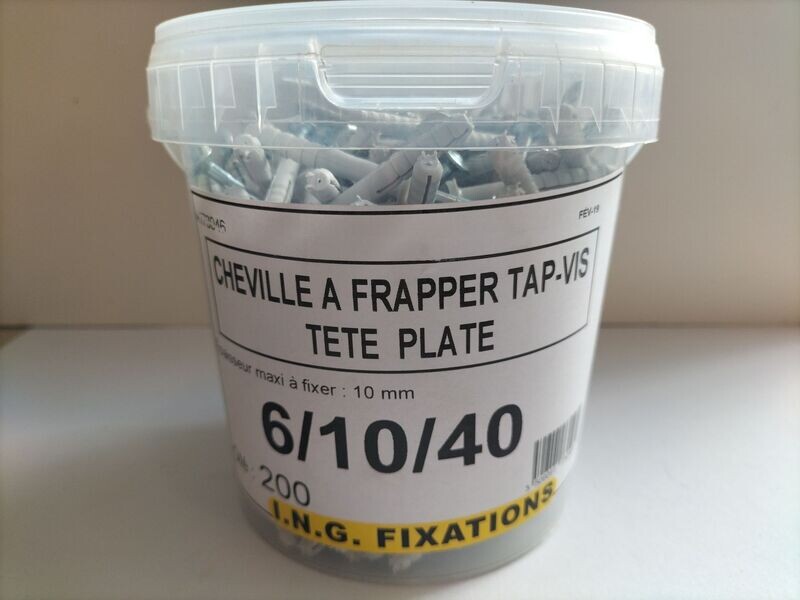 FEV-19
CHEVILLE A FRAPPER TAP-VIS
TETE PLATE
maxi à fixer : 10 mm
6/10/40
200
I.N.G. FIXATIONS